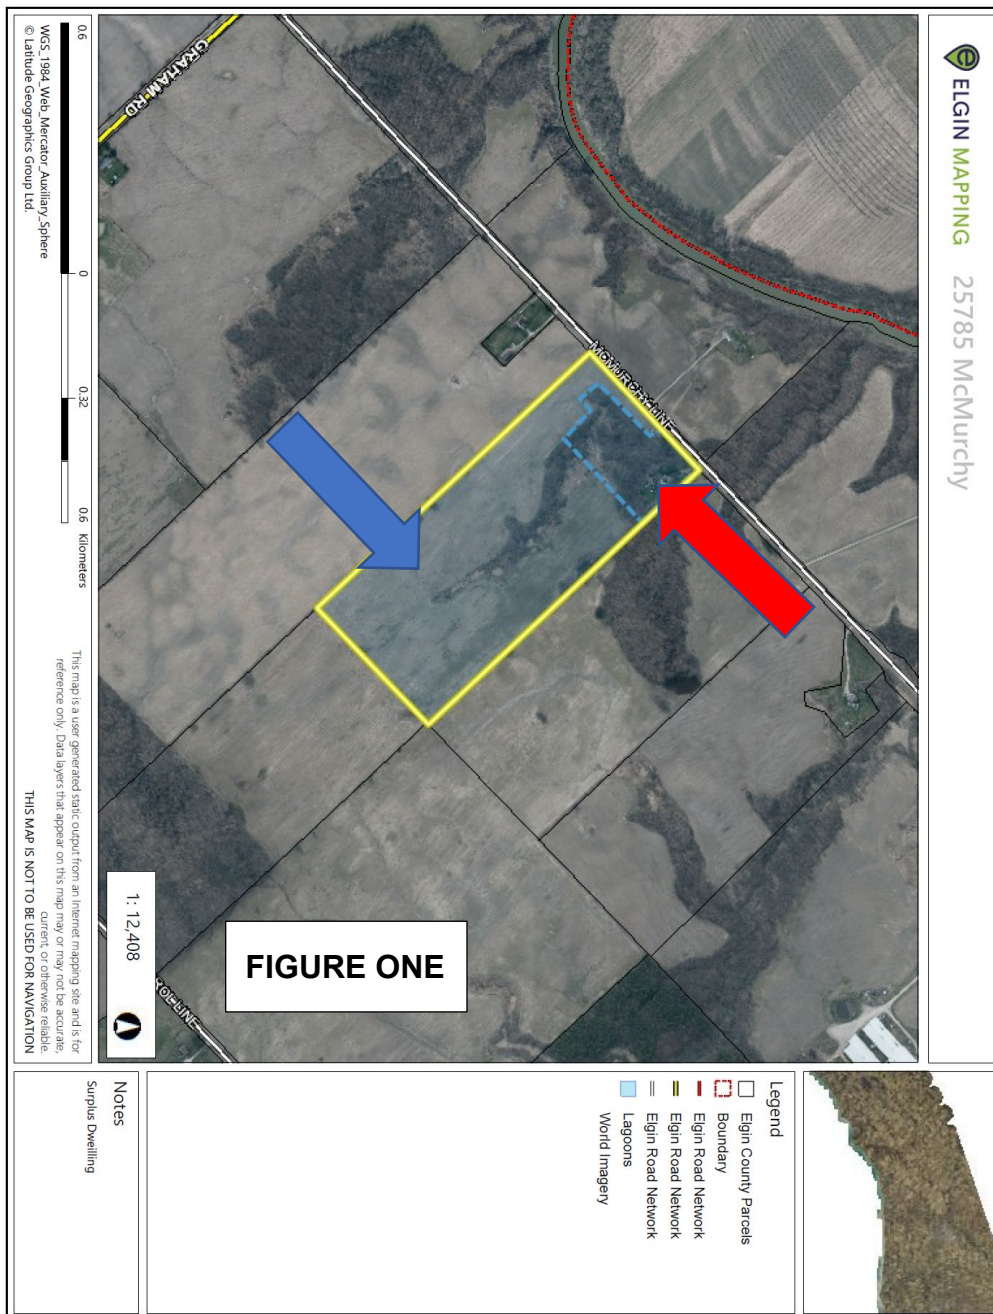 ELGIN MAPPING
25785 McMurchy
GRAHAM RD
MCMURCHY LINE
ROL LINE
FIGURE ONE
1: 12,408
0.6
0
0.32
0.6 Kilometers
WGS_1984_Web_Mercator_Auxiliary_Sphere
© Latitude Geographics Group Ltd.
This map is a user generated static output from an Internet mapping site and is for
reference only. Data layers that appear on this map may or may not be accurate,
current, or otherwise reliable.
THIS MAP IS NOT TO BE USED FOR NAVIGATION
Legend
Elgin County Parcels
Boundary
Elgin Road Network
Elgin Road Network
Elgin Road Network
Lagoons
World Imagery
Notes
Surplus Dweilling